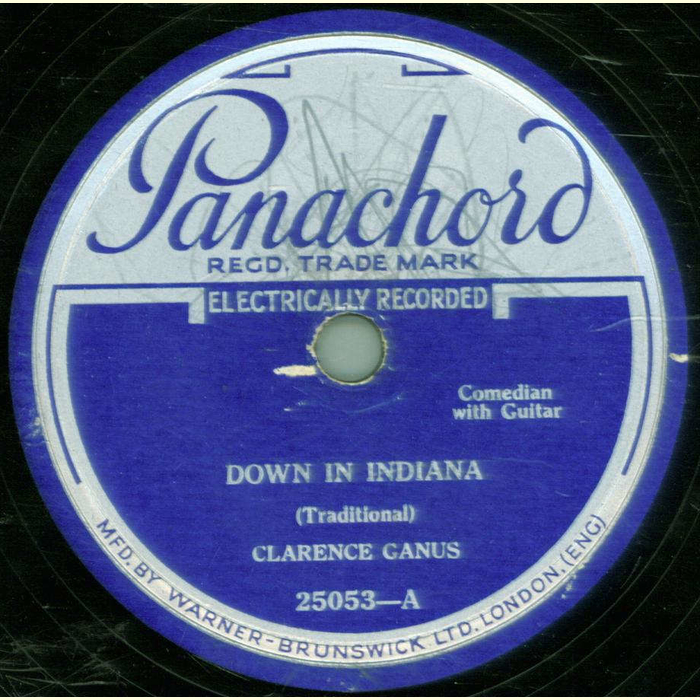 Panachord
REGD. TRADE MARK
ELECTRICALLY RECORDED
Comedian
with Guitar
DOWN IN INDIANA
(Traditional)
CLARENCE GANUS
25053—A
MFD. BY WARNER-BRUNSWICK LTD. LONDON. (ENG)